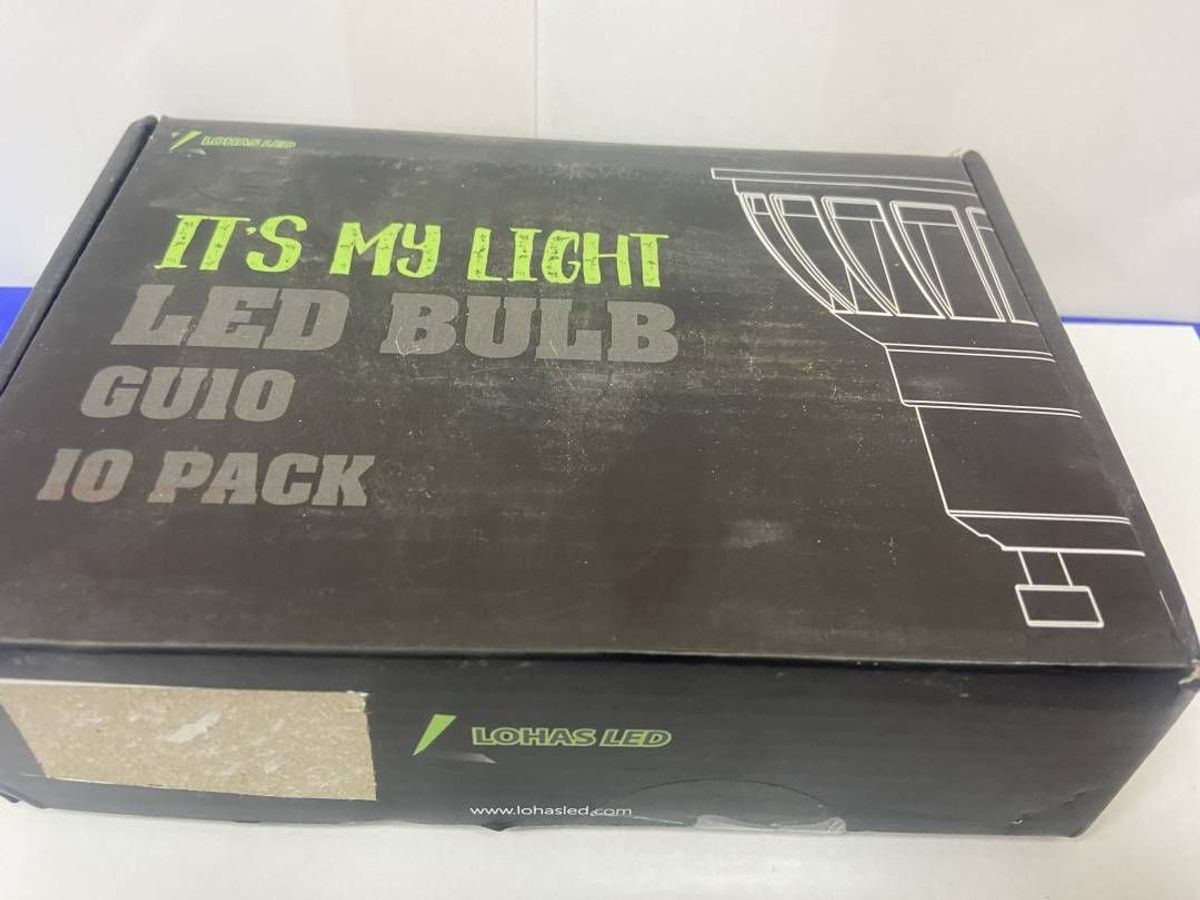 LOHAS LED
IT'S MY LIGHT
LED BULB
GU10
10 PACK
LOHAS LED
www.lohasled.com